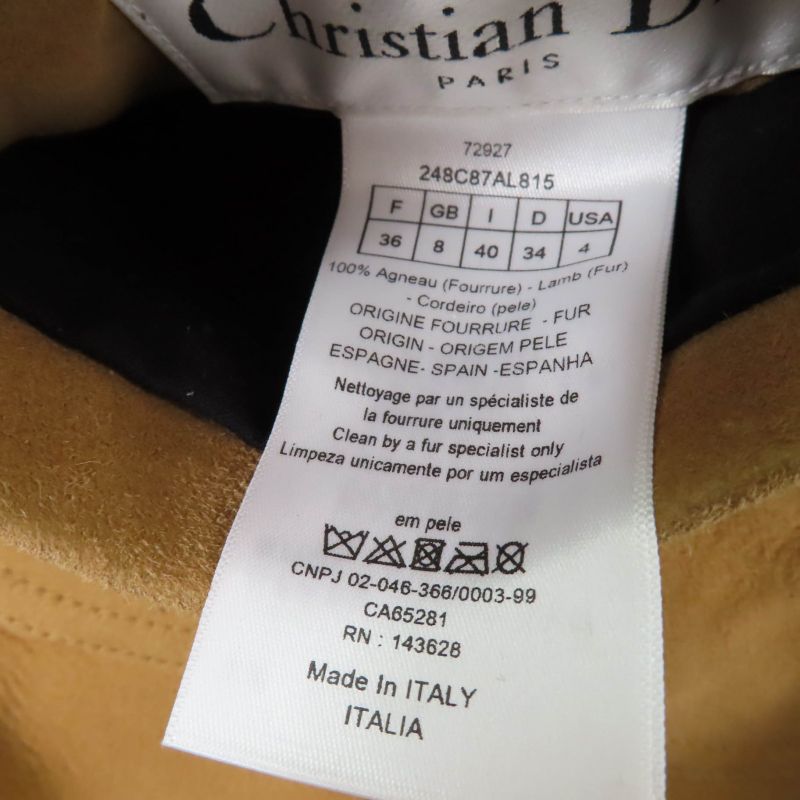 Christian
PARIS
72927
248C87AL815
F GB I D USA
36 8 40 34 4
100% Agneau (Fourrure) - Lamb (Fur)
- Cordeiro (pele)
ORIGINE FOURRURE - FUR
ORIGIN - ORIGEM PELE
ESPAGNE- SPAIN -ESPANHA
Nettoyage par un spécialiste de
la fourrure uniquement
Clean by a fur specialist only
Limpeza unicamente por um especialista
em pele
CNPJ 02-046-366/0003-99
CA65281
RN : 143628
Made In ITALY
ITALIA